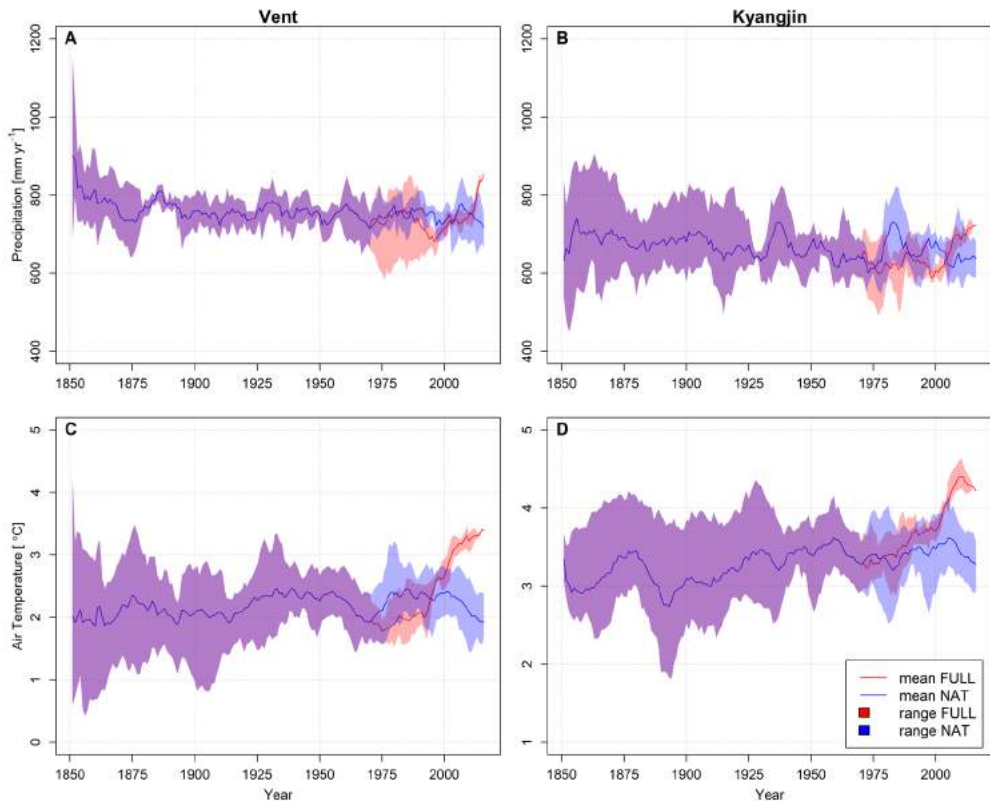 Vent
Kyangjin
A
B
Precipitation [mm yr⁻¹]
1200
1000
800
600
400
1200
1000
800
600
400
1850 1875 1900 1925 1950 1975 2000
1850 1875 1900 1925 1950 1975 2000
C
D
Air Temperature [ °C]
5
4
3
2
1
0
5
4
3
2
1
mean FULL
mean NAT
range FULL
range NAT
1850 1875 1900 1925 1950 1975 2000
1850 1875 1900 1925 1950 1975 2000
Year
Year